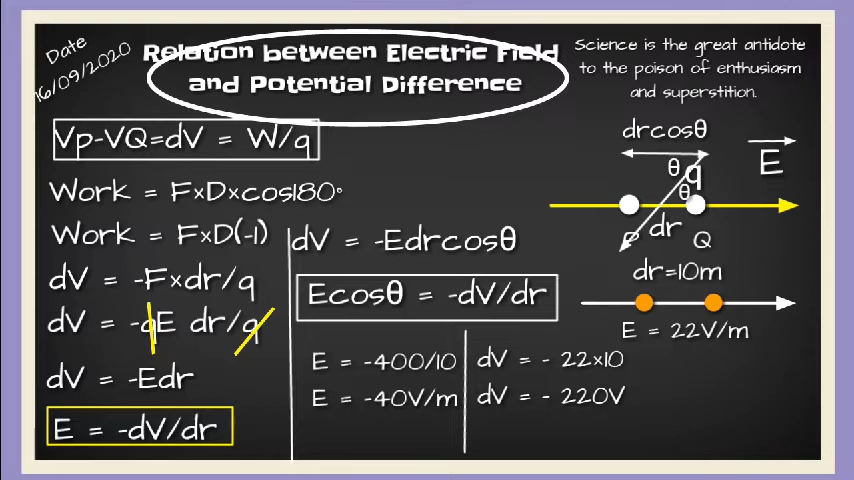 Date
16/09/2020
Relation between Electric Field
and Potential Difference
Science is the great antidote
to the poison of enthusiasm
and superstition.
Vp-VQ=dV = W/q
Work = F×D×cos180°
Work = F×D(-1)
dV = -F×dr/q
dV = -qE dr/q
dV = -Edr
E = -dV/dr
dV = -Edrcosθ
Ecosθ = -dV/dr
E = -400/10
E = -40V/m
dV = - 22×10
dV = - 220V
drcosθ
θ
q
θ
E
P
dr
Q
dr=10m
E = 22V/m